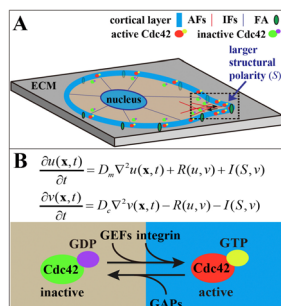 A
cortical layer AFs IFs FA
active Cdc42 inactive Cdc42
ECM
nucleus
larger
structural
polarity (S)
B
∂u(x,t)/∂t = D_m∇²u(x,t) + R(u,v) + I(S,v)
∂v(x,t)/∂t = D_c∇²v(x,t) − R(u,v) − I(S,v)
GEFs integrin
GDP GTP
Cdc42 Cdc42
inactive active
GAPs